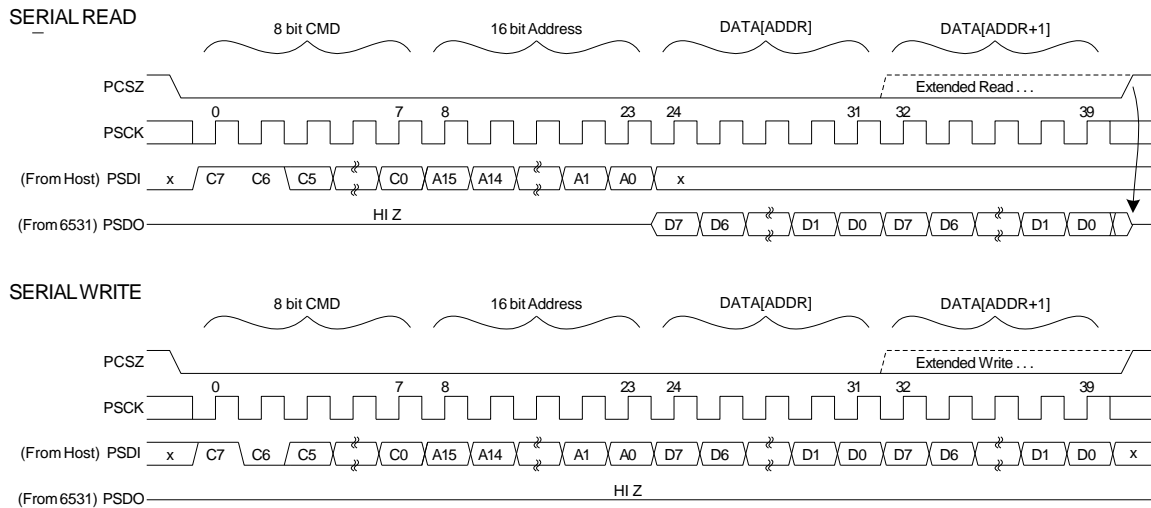 SERIAL READ
8 bit CMD 16 bit Address DATA[ADDR] DATA[ADDR+1]
PCSZ Extended Read . . .
0 7 8 23 24 31 32 39
PSCK
(From Host) PSDI x C7 C6 C5 C0 A15 A14 A1 A0 x
HI Z
(From 6531) PSDO D7 D6 D1 D0 D7 D6 D1 D0
SERIAL WRITE
8 bit CMD 16 bit Address DATA[ADDR] DATA[ADDR+1]
PCSZ Extended Write . . .
0 7 8 23 24 31 32 39
PSCK
(From Host) PSDI x C7 C6 C5 C0 A15 A14 A1 A0 D7 D6 D1 D0 D7 D6 D1 D0 x
HI Z
(From 6531) PSDO